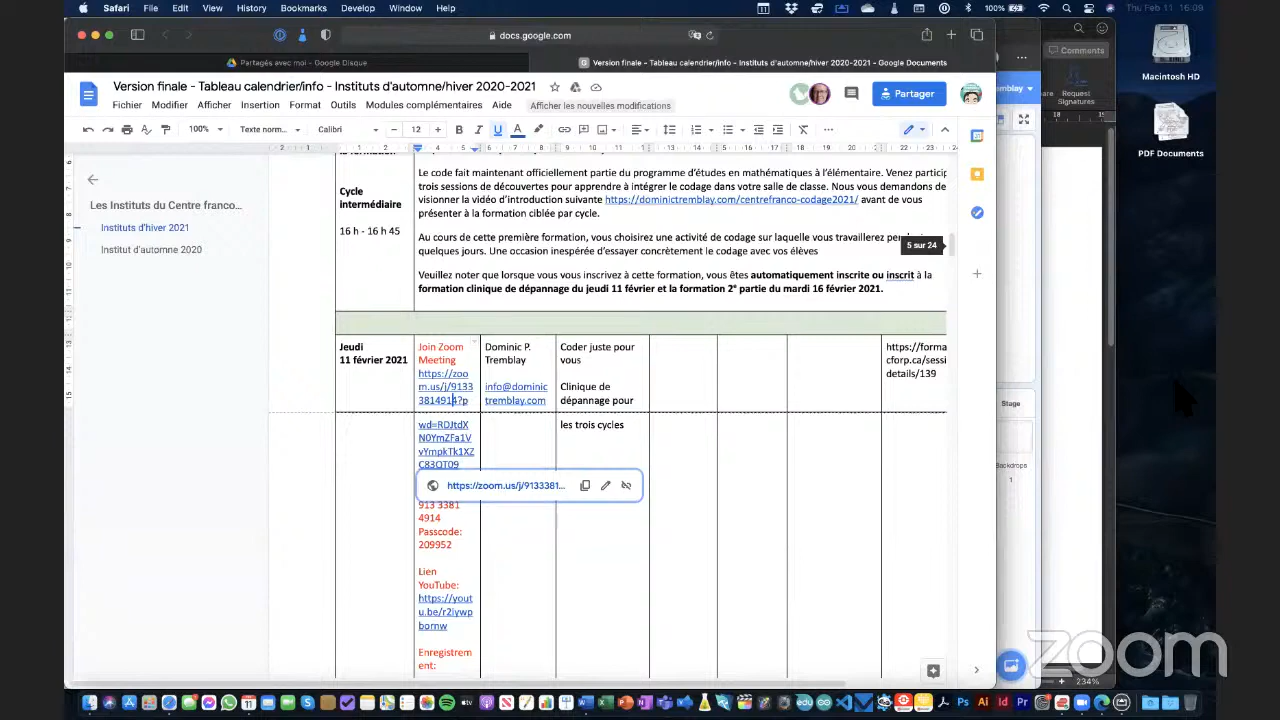 Safari File Edit View History Bookmarks Develop Window Help
100% Thu Feb 11 16:09
docs.google.com
Partagés avec moi - Google Disque
Version finale - Tableau calendrier/info - Instituts d'automne/hiver 2020-2021 - Google Documents
Comments
Version finale - Tableau calendrier/info - Instituts d'automne/hiver 2020-2021
Fichier Modifier Afficher Insertion Format Outils Modules complémentaires Aide Afficher les nouvelles modifications
Partager
Request
Signatures
Macintosh HD
PDF Documents
100% Texte norm... Calibri 12
Les Instituts du Centre franco...
Instituts d'hiver 2021
Institut d'automne 2020
Cycle
intermédiaire
16 h - 16 h 45
Le code fait maintenant officiellement partie du programme d'études en mathématiques à l'élémentaire. Venez particip
trois sessions de découvertes pour apprendre à intégrer le codage dans votre salle de classe. Nous vous demandons de
visionner la vidéo d'introduction suivante https://dominictremblay.com/centrefranco-codage2021/ avant de vous
présenter à la formation ciblée par cycle.
Au cours de cette première formation, vous choisirez une activité de codage sur laquelle vous travaillerez
quelques jours. Une occasion inespérée d'essayer concrètement le codage avec vos élèves
5 sur 24
Veuillez noter que lorsque vous vous inscrivez à cette formation, vous êtes automatiquement inscrite ou inscrit à la
formation clinique de dépannage du jeudi 11 février et la formation 2e partie du mardi 16 février 2021.
Jeudi
11 février 2021
Join Zoom
Meeting
https://zoo
m.us/j/9133
3814914?p
wd=RDJtdX
N0YmZFa1V
vYmpkTk1XZ
C83QT09
https://zoom.us/j/9133381...
913 3381
4914
Passcode:
209952
Lien
YouTube:
https://yout
u.be/r2iywp
bornw
Enregistrem
ent:
Dominic P.
Tremblay
info@dominic
tremblay.com
Coder juste pour
vous
Clinique de
dépannage pour
les trois cycles
https://forma
cforp.ca/sessi
details/139
Stage
Backdrops
1
234%
zoom